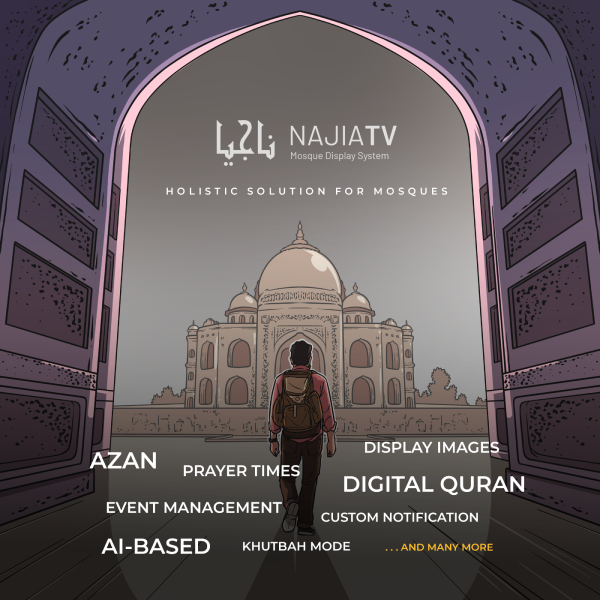 ناجيا
NAJIATV
Mosque Display System
HOLISTIC SOLUTION FOR MOSQUES
AZAN
PRAYER TIMES
DISPLAY IMAGES
DIGITAL QURAN
EVENT MANAGEMENT
CUSTOM NOTIFICATION
AI-BASED
KHUTBAH MODE
...AND MANY MORE